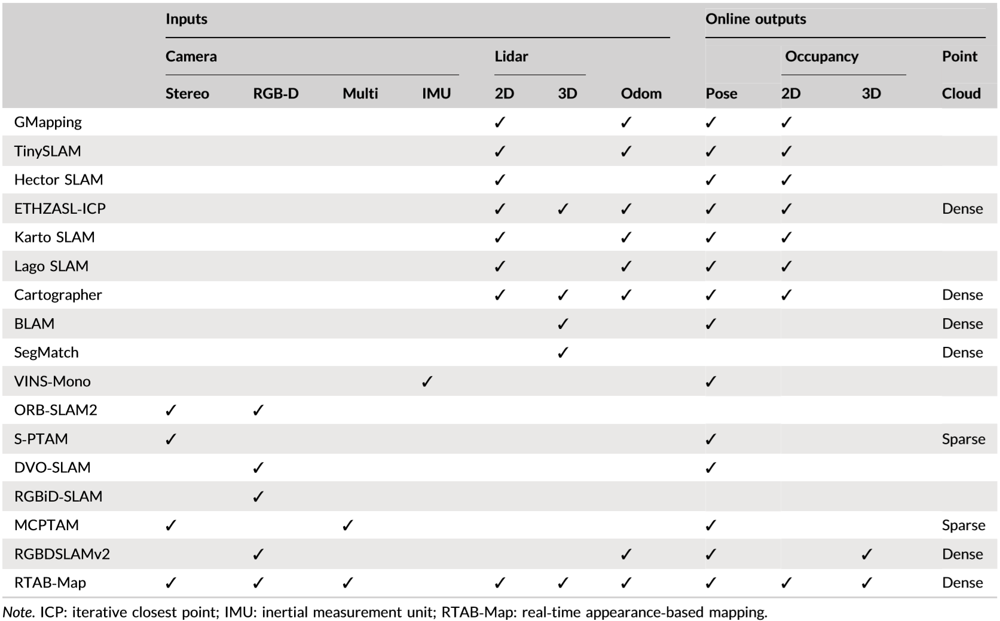 Inputs Online outputs
Camera Lidar Occupancy Point
Stereo RGB-D Multi IMU 2D 3D Odom Pose 2D 3D Cloud
GMapping ✓ ✓ ✓ ✓
TinySLAM ✓ ✓ ✓ ✓
Hector SLAM ✓ ✓ ✓
ETHZASL-ICP ✓ ✓ ✓ ✓ ✓ Dense
Karto SLAM ✓ ✓ ✓ ✓
Lago SLAM ✓ ✓ ✓ ✓
Cartographer ✓ ✓ ✓ ✓ ✓ Dense
BLAM ✓ ✓ Dense
SegMatch ✓ Dense
VINS-Mono ✓ ✓
ORB-SLAM2 ✓ ✓
S-PTAM ✓ ✓ Sparse
DVO-SLAM ✓ ✓
RGBiD-SLAM ✓
MCPTAM ✓ ✓ ✓ Sparse
RGBDSLAMv2 ✓ ✓ ✓ ✓ Dense
RTAB-Map ✓ ✓ ✓ ✓ ✓ ✓ ✓ ✓ ✓ Dense
Note. ICP: iterative closest point; IMU: inertial measurement unit; RTAB-Map: real-time appearance-based mapping.